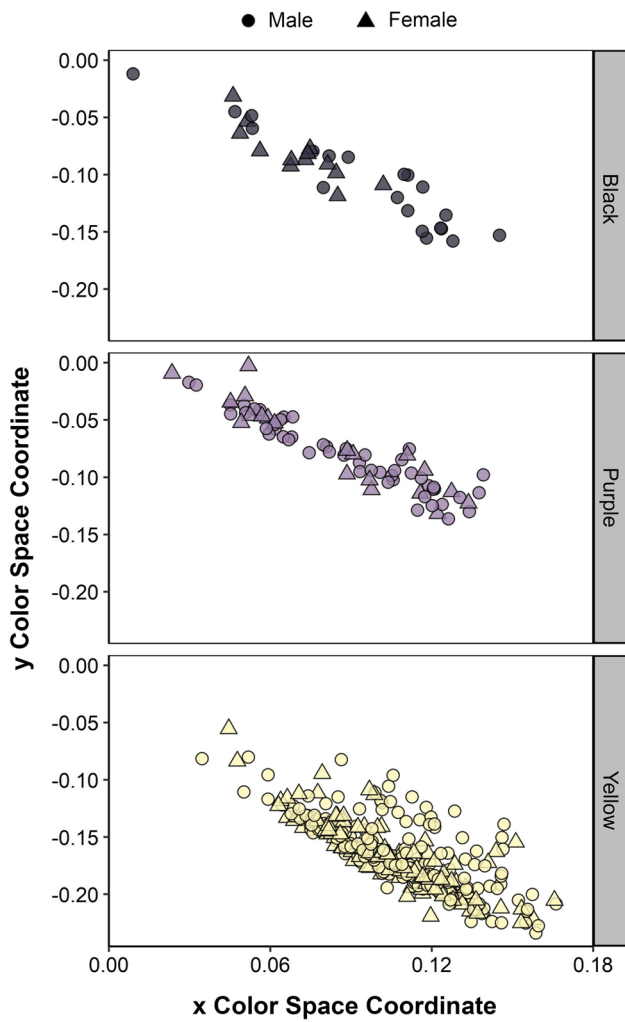 Male Female
0.00
-0.05
-0.10
-0.15
-0.20
Black
0.00
-0.05
-0.10
-0.15
-0.20
Purple
0.00
-0.05
-0.10
-0.15
-0.20
Yellow
y Color Space Coordinate
0.00 0.06 0.12 0.18
x Color Space Coordinate